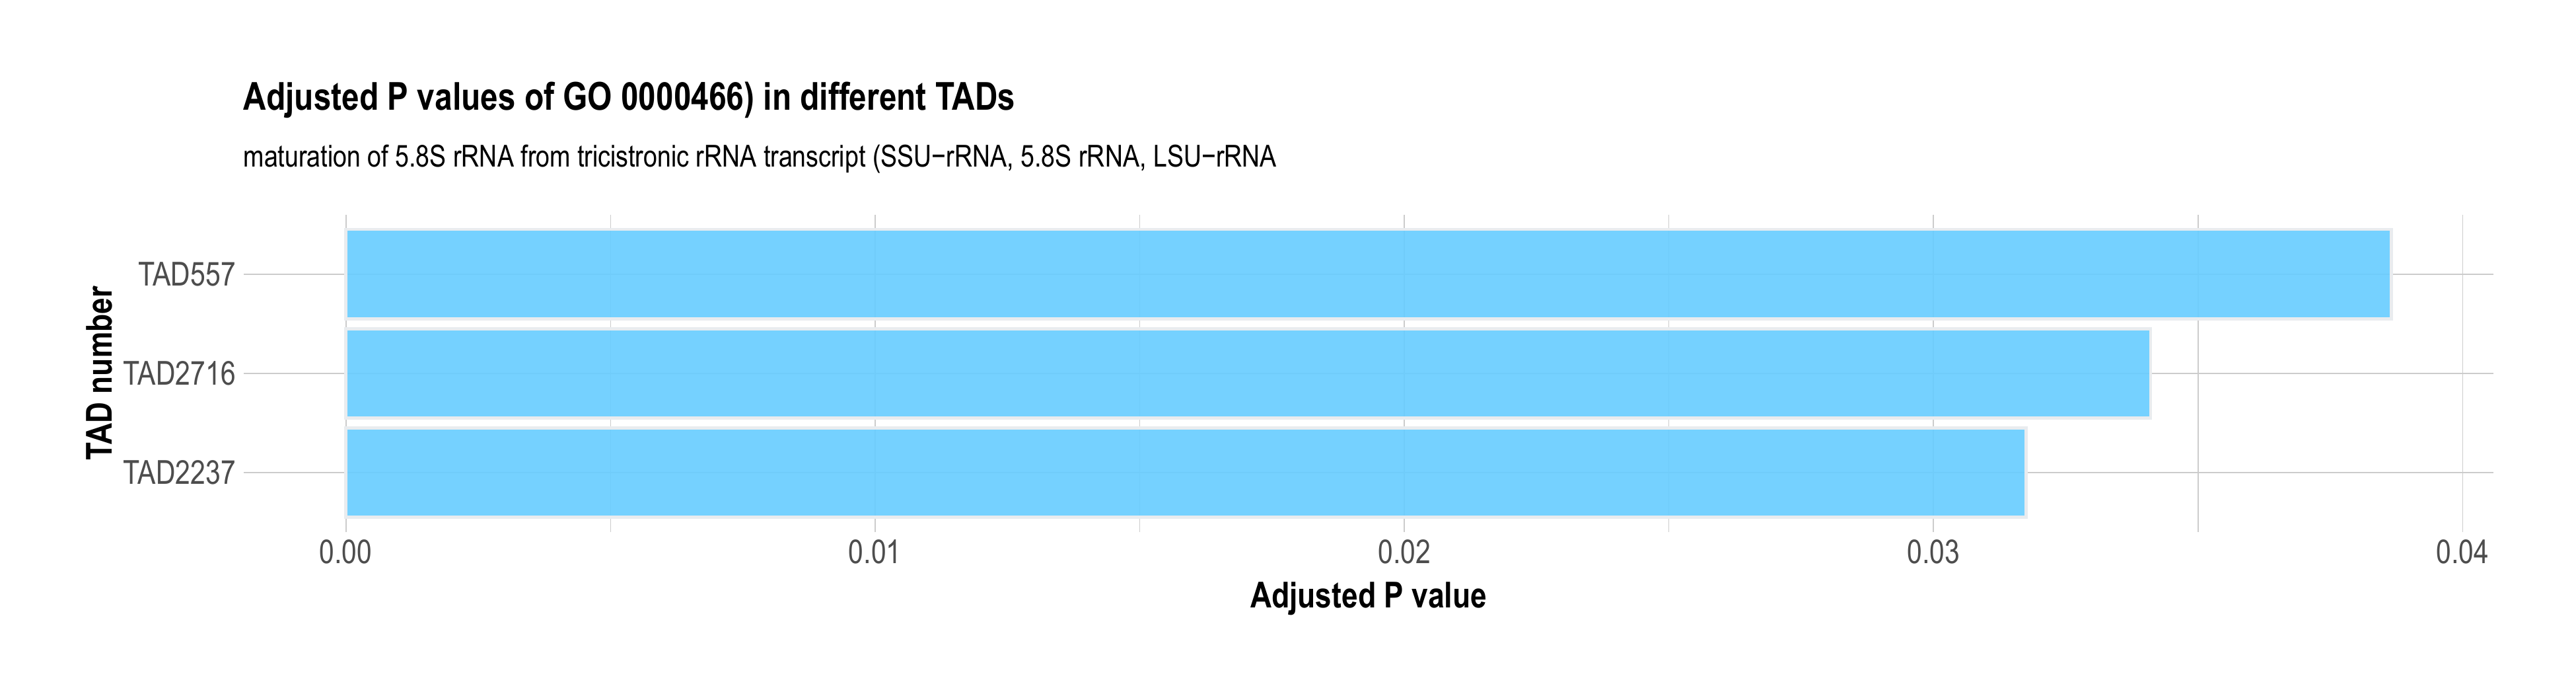 Adjusted P values of GO 0000466) in different TADs
maturation of 5.8S rRNA from tricistronic rRNA transcript (SSU−rRNA, 5.8S rRNA, LSU−rRNA
TAD number
TAD557
TAD2716
TAD2237
0.00 0.01 0.02 0.03 0.04
Adjusted P value